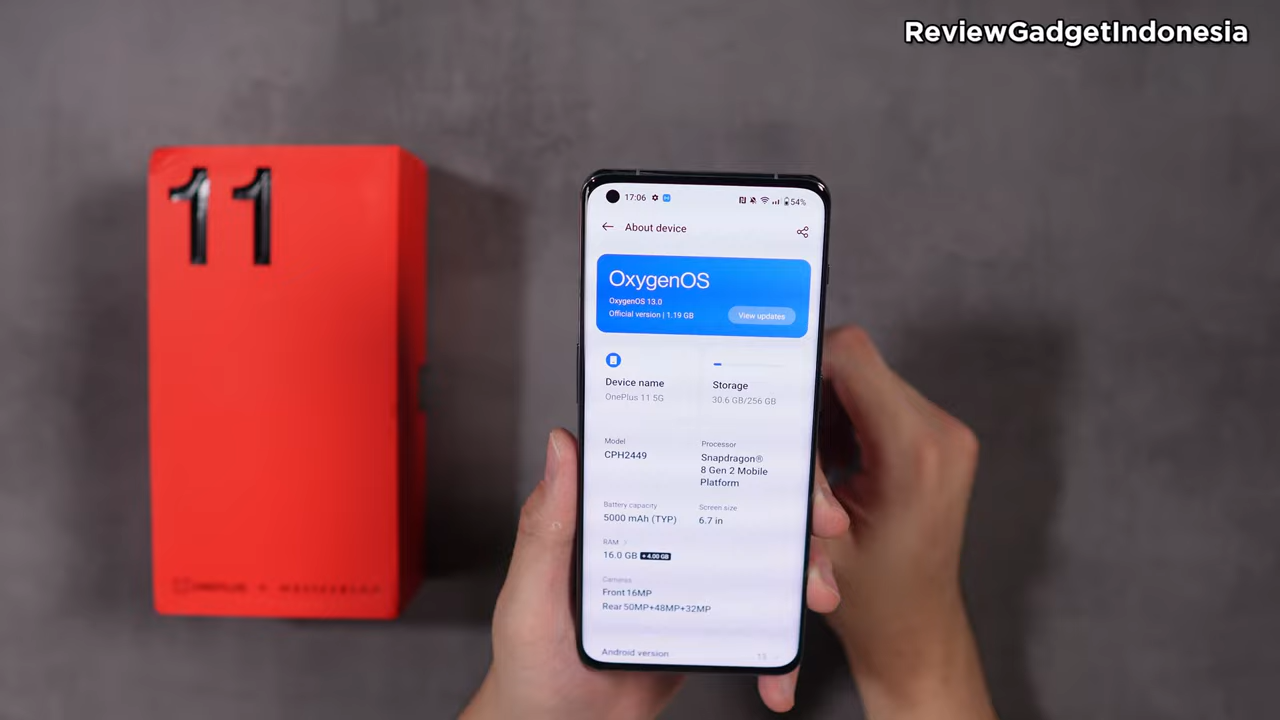 ReviewGadgetIndonesia
11
17:06
54%
About device
OxygenOS
OxygenOS 13.0
Official version | 1.19 GB
View updates
Device name
OnePlus 11 5G
Storage
30.6 GB/256 GB
Model
CPH2449
Processor
Snapdragon®
8 Gen 2 Mobile
Platform
Battery capacity
5000 mAh (TYP)
Screen size
6.7 in
RAM
16.0 GB + 4.00 GB
Cameras
Front 16MP
Rear 50MP+48MP+32MP
Android version
13